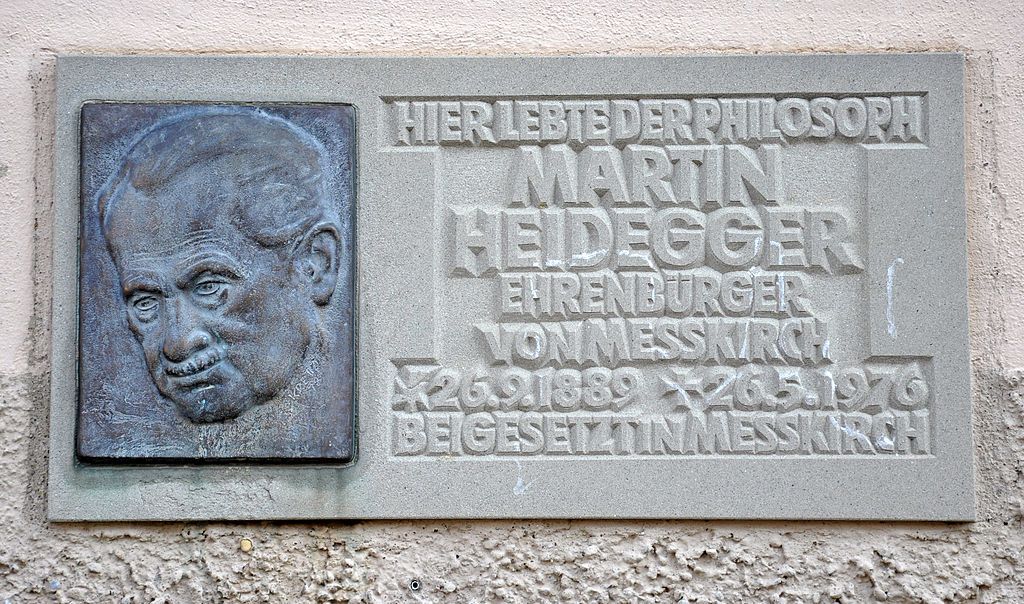 HIER LEBTE DER PHILOSOPH
MARTIN
HEIDEGGER
EHRENBÜRGER
VON MESSKIRCH
*26.9.1889 *26.5.1976
BEIGESETZT IN MESSKIRCH